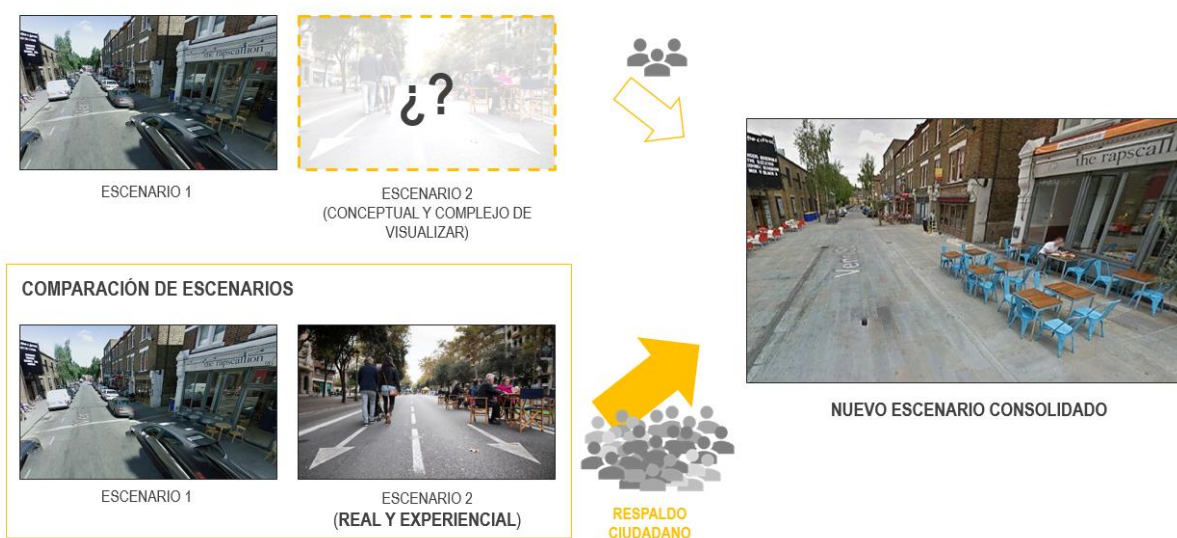 the rapscallion
¿?
ESCENARIO 1
ESCENARIO 2
(CONCEPTUAL Y COMPLEJO DE
VISUALIZAR)
the rapscallion
COMPARACIÓN DE ESCENARIOS
the rapscallion
NUEVO ESCENARIO CONSOLIDADO
ESCENARIO 1
ESCENARIO 2
(REAL Y EXPERIENCIAL)
RESPALDO
CIUDADANO